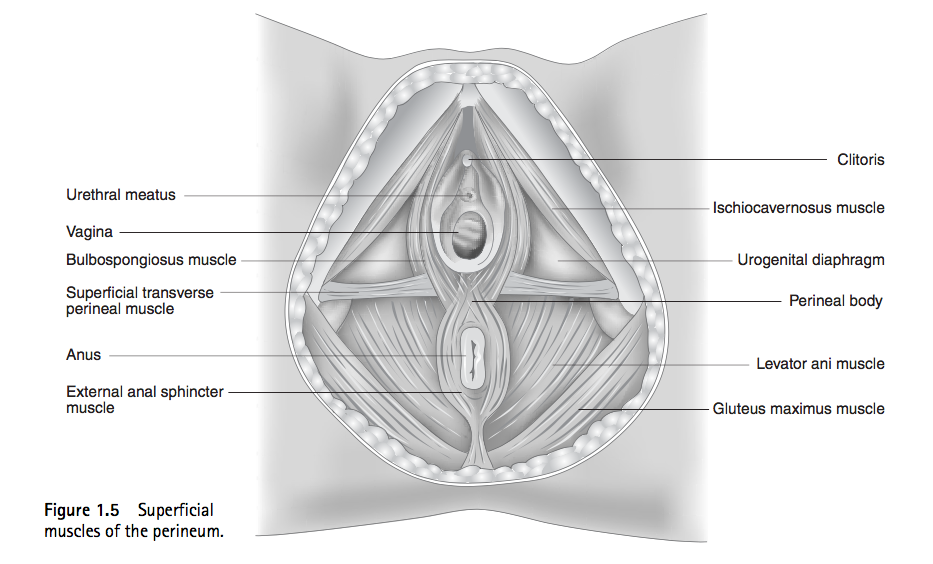 Clitoris
Urethral meatus
Ischiocavernosus muscle
Vagina
Bulbospongiosus muscle
Urogenital diaphragm
Superficial transverse
perineal muscle
Perineal body
Anus
Levator ani muscle
External anal sphincter
muscle
Gluteus maximus muscle
Figure 1.5 Superficial
muscles of the perineum.